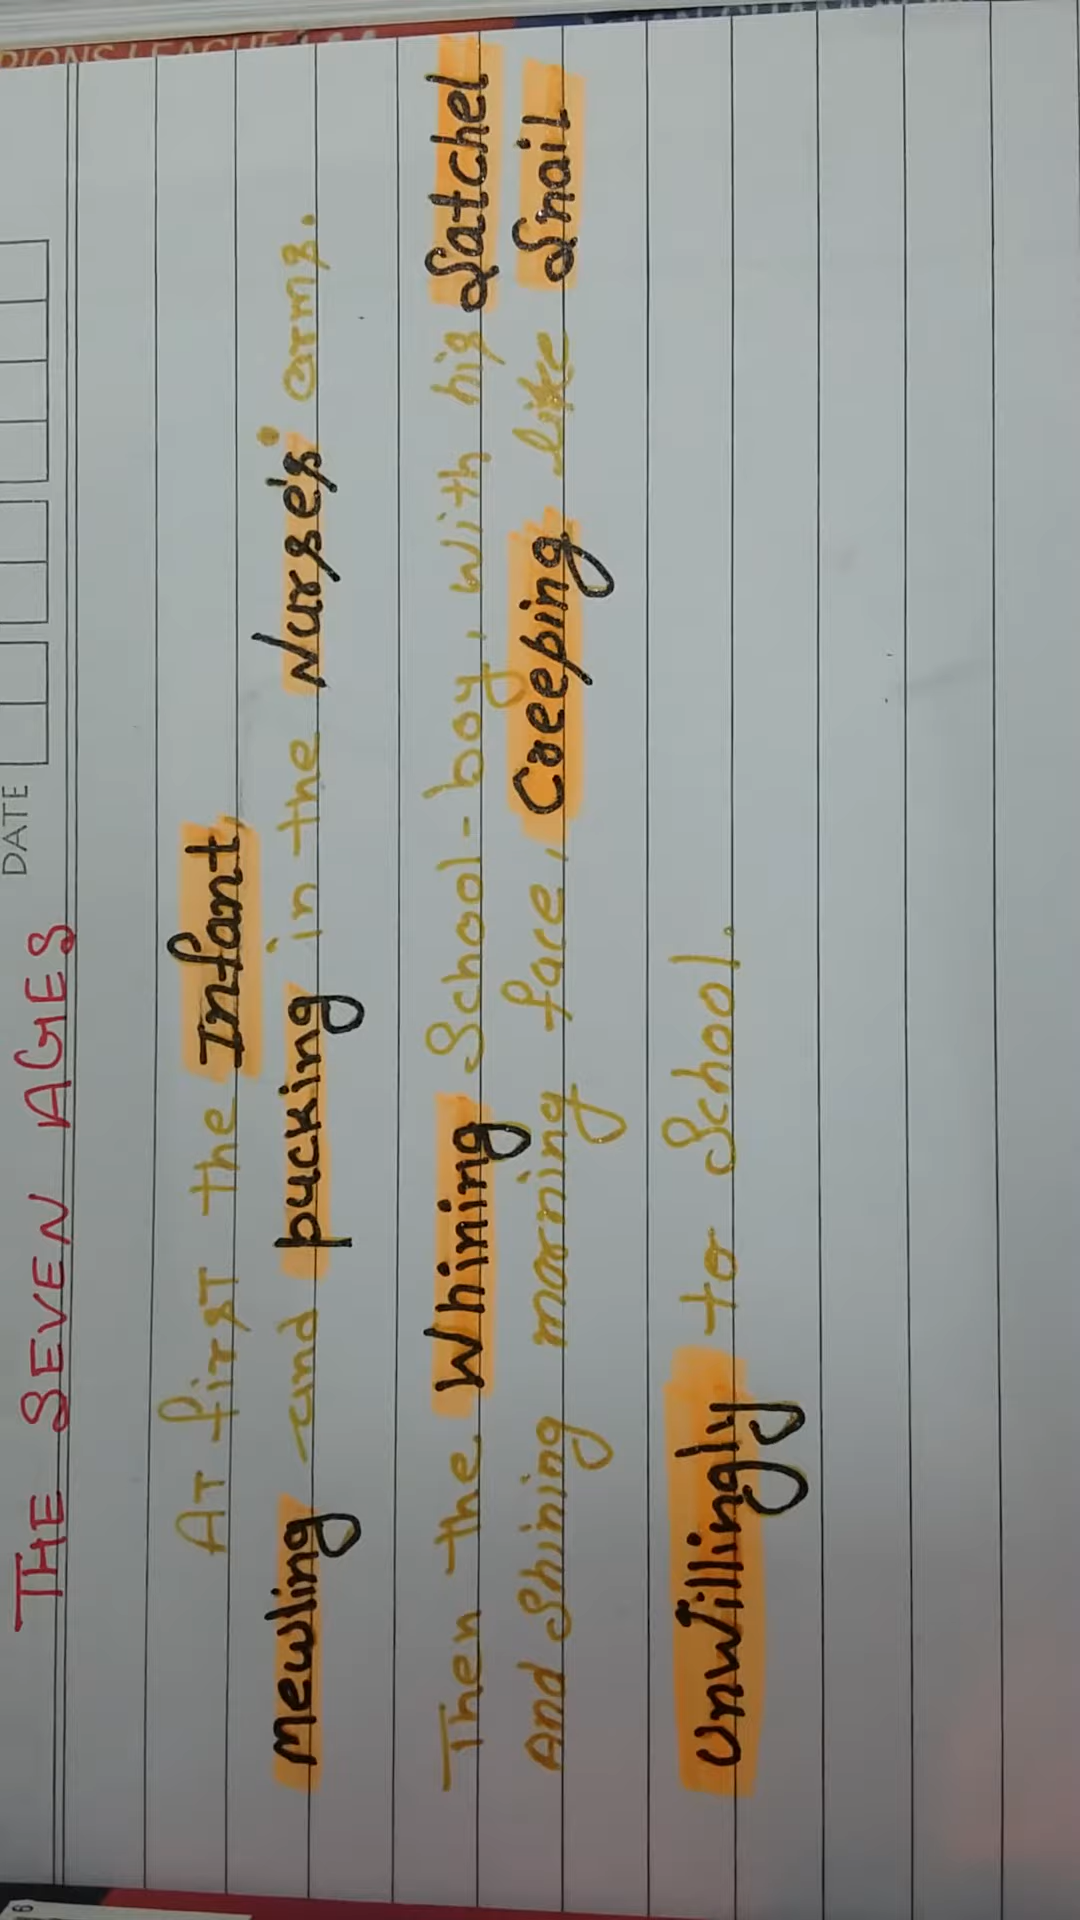 THE SEVEN AGES
DATE
At first the Infant,
Mewling and pucking in the Nurse's arms.
Then the Whining School-boy, with his Satchel
And Shining morning face, Creeping like Snail
Unwillingly to School.